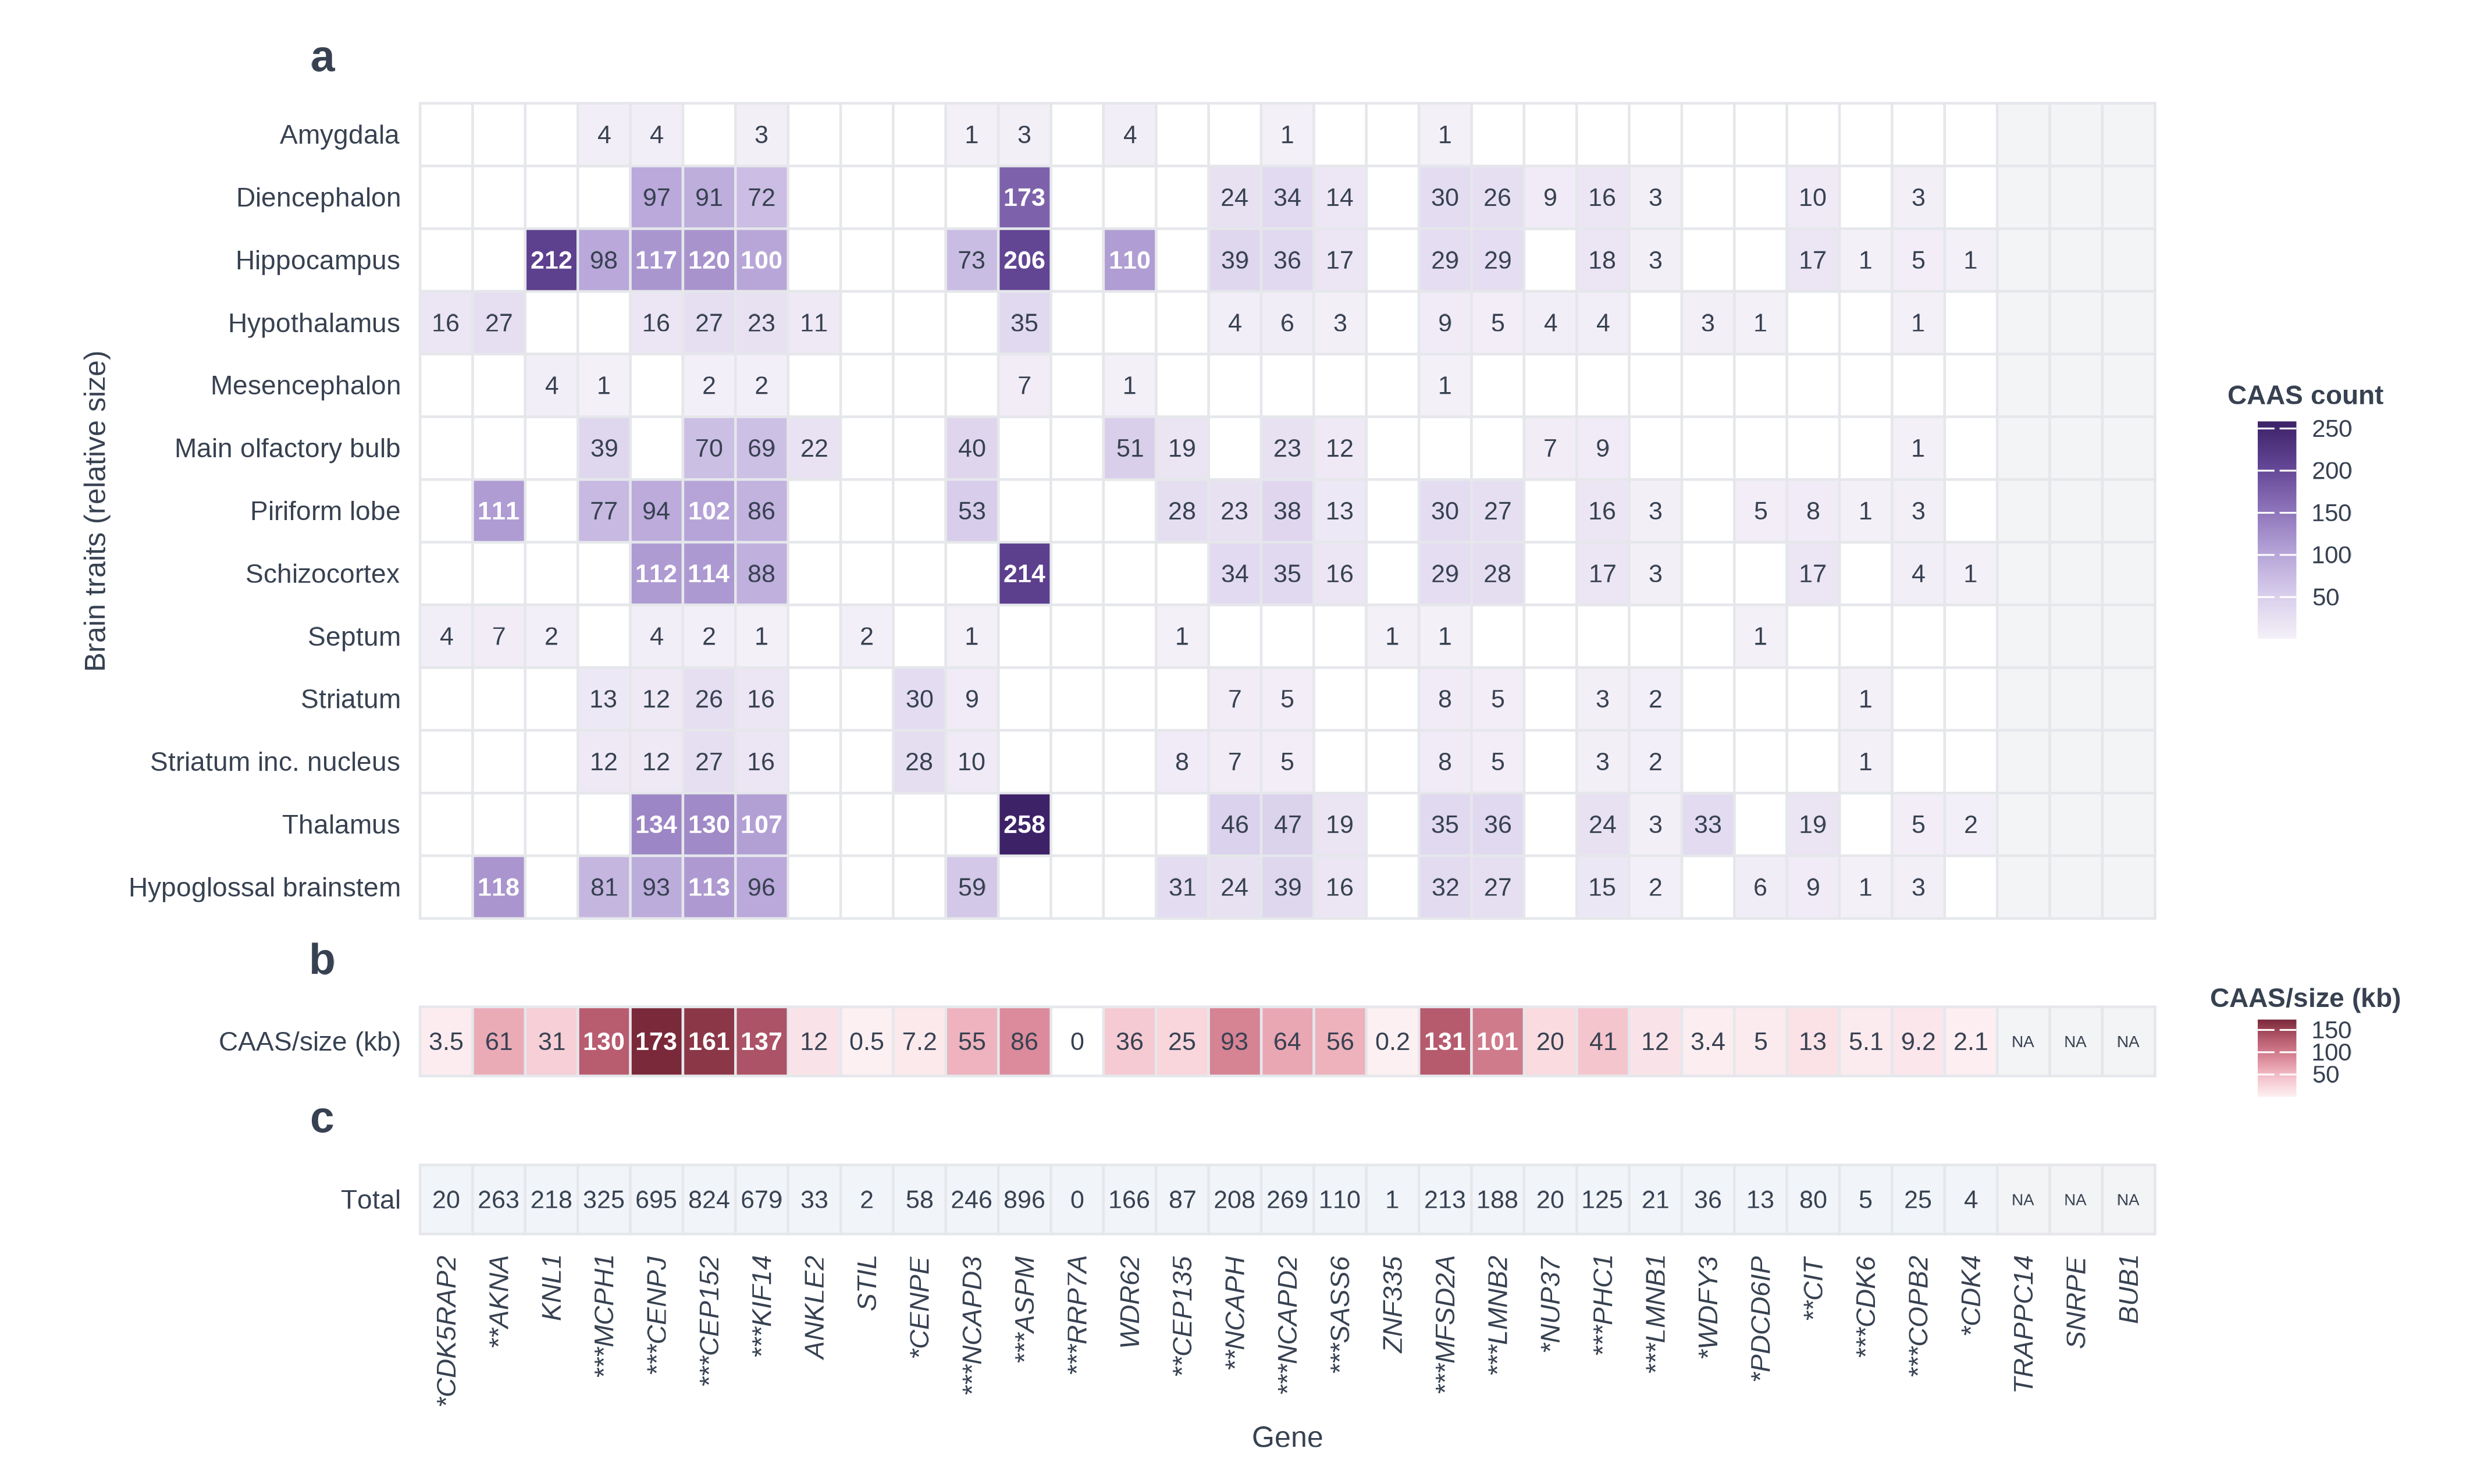 a
Amygdala 4 4 3 1 3 4 1 1
Diencephalon 97 91 72 173 24 34 14 30 26 9 16 3 10 3
Hippocampus 212 98 117 120 100 73 206 110 39 36 17 29 29 18 3 17 1 5 1
Hypothalamus 16 27 16 27 23 11 35 4 6 3 9 5 4 4 3 1 1
Mesencephalon 4 1 2 2 7 1 1
Main olfactory bulb 39 70 69 22 40 51 19 23 12 7 9 1
Piriform lobe 111 77 94 102 86 53 28 23 38 13 30 27 16 3 5 8 1 3
Schizocortex 112 114 88 214 34 35 16 29 28 17 3 17 4 1
Septum 4 7 2 4 2 1 2 1 1 1 1 1
Striatum 13 12 26 16 30 9 7 5 8 5 3 2 1
Striatum inc. nucleus 12 12 27 16 28 10 8 7 5 8 5 3 2 1
Thalamus 134 130 107 258 46 47 19 35 36 24 3 33 19 5 2
Hypoglossal brainstem 118 81 93 113 96 59 31 24 39 16 32 27 15 2 6 9 1 3
Brain traits (relative size)
CAAS count
250
200
150
100
50
b
CAAS/size (kb) 3.5 61 31 130 173 161 137 12 0.5 7.2 55 86 0 36 25 93 64 56 0.2 131 101 20 41 12 3.4 5 13 5.1 9.2 2.1 NA NA NA
CAAS/size (kb)
150
100
50
c
Total 20 263 218 325 695 824 679 33 2 58 246 896 0 166 87 208 269 110 1 213 188 20 125 21 36 13 80 5 25 4 NA NA NA
*CDK5RAP2
**AKNA
KNL1
***MCPH1
***CENPJ
***CEP152
***KIF14
ANKLE2
STIL
*CENPE
***NCAPD3
***ASPM
***RRP7A
WDR62
**CEP135
**NCAPH
***NCAPD2
***SASS6
ZNF335
***MFSD2A
***LMNB2
*NUP37
***PHC1
***LMNB1
*WDFY3
*PDCD6IP
**CIT
***CDK6
***COPB2
*CDK4
TRAPPC14
SNRPE
BUB1
Gene